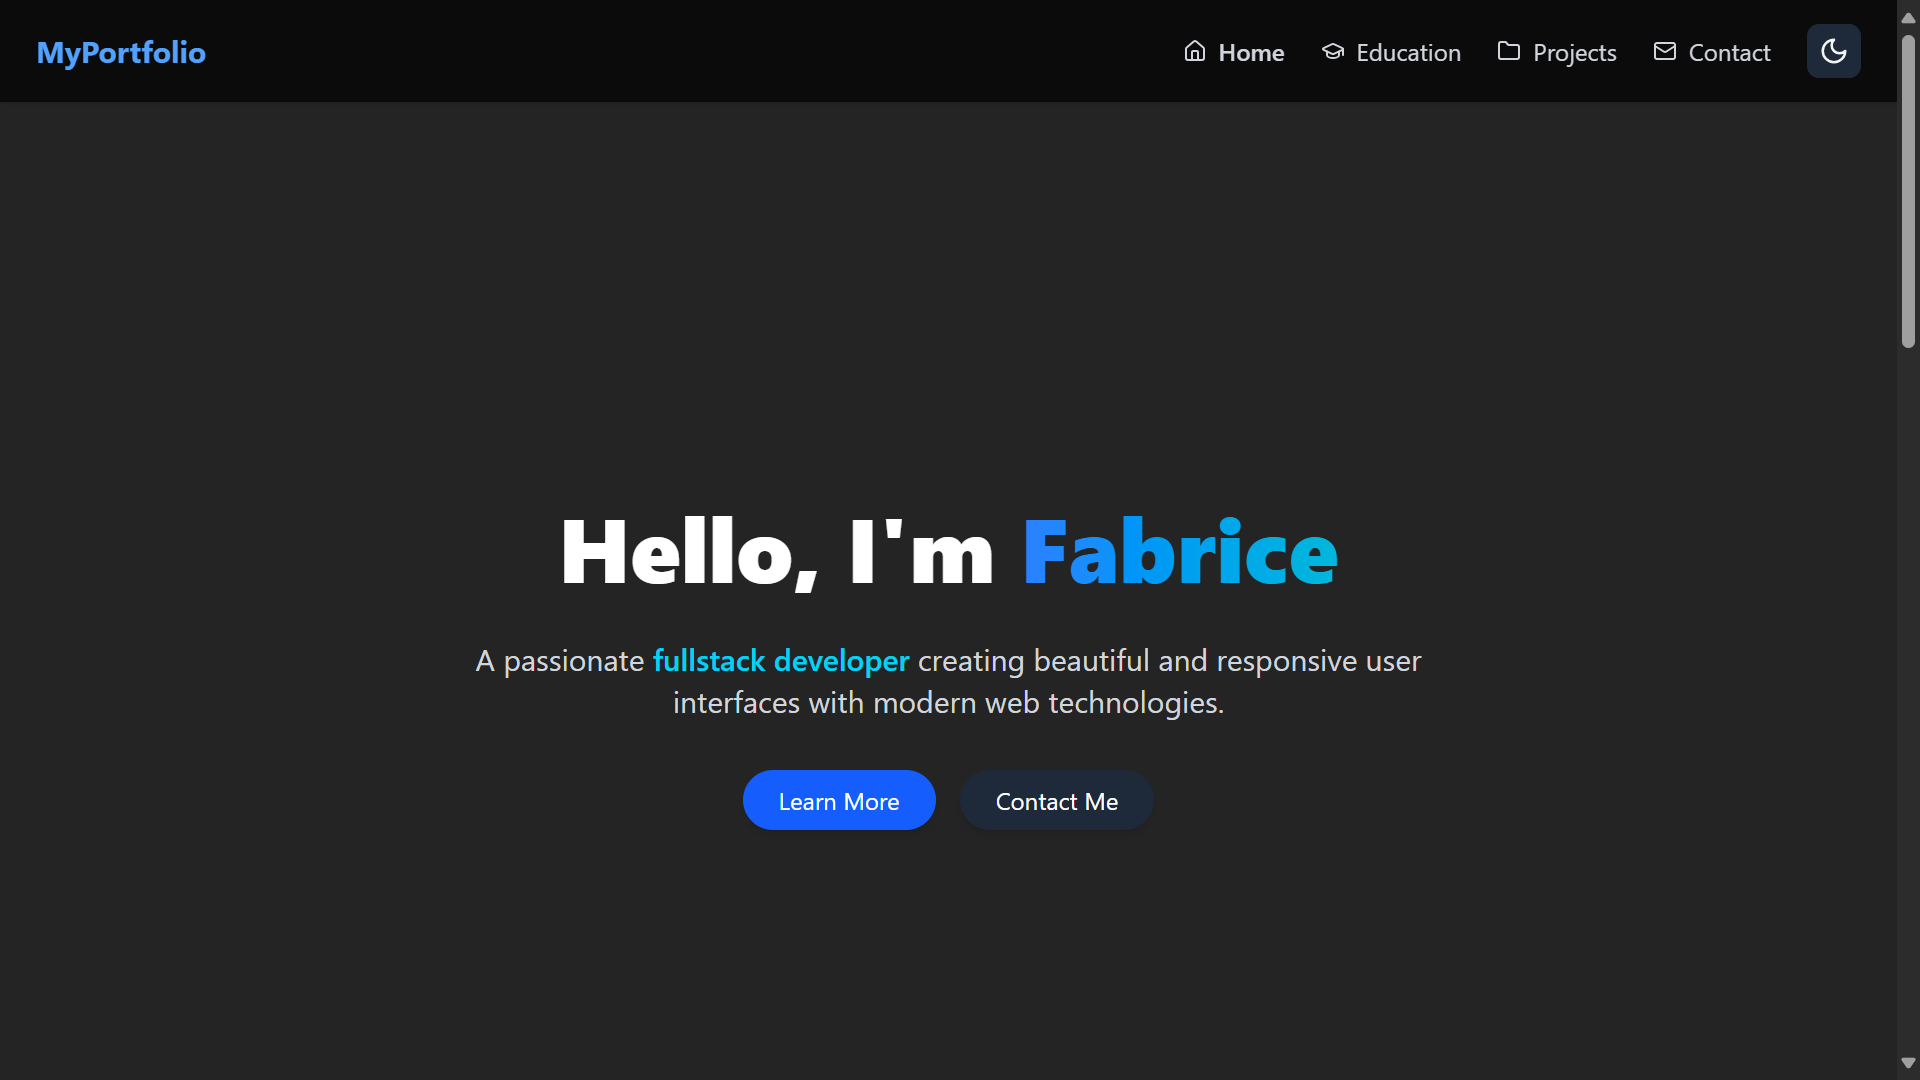 MyPortfolio
Home
Education
Projects
Contact
Hello, I'm Fabrice
A passionate fullstack developer creating beautiful and responsive user
interfaces with modern web technologies.
Learn More
Contact Me